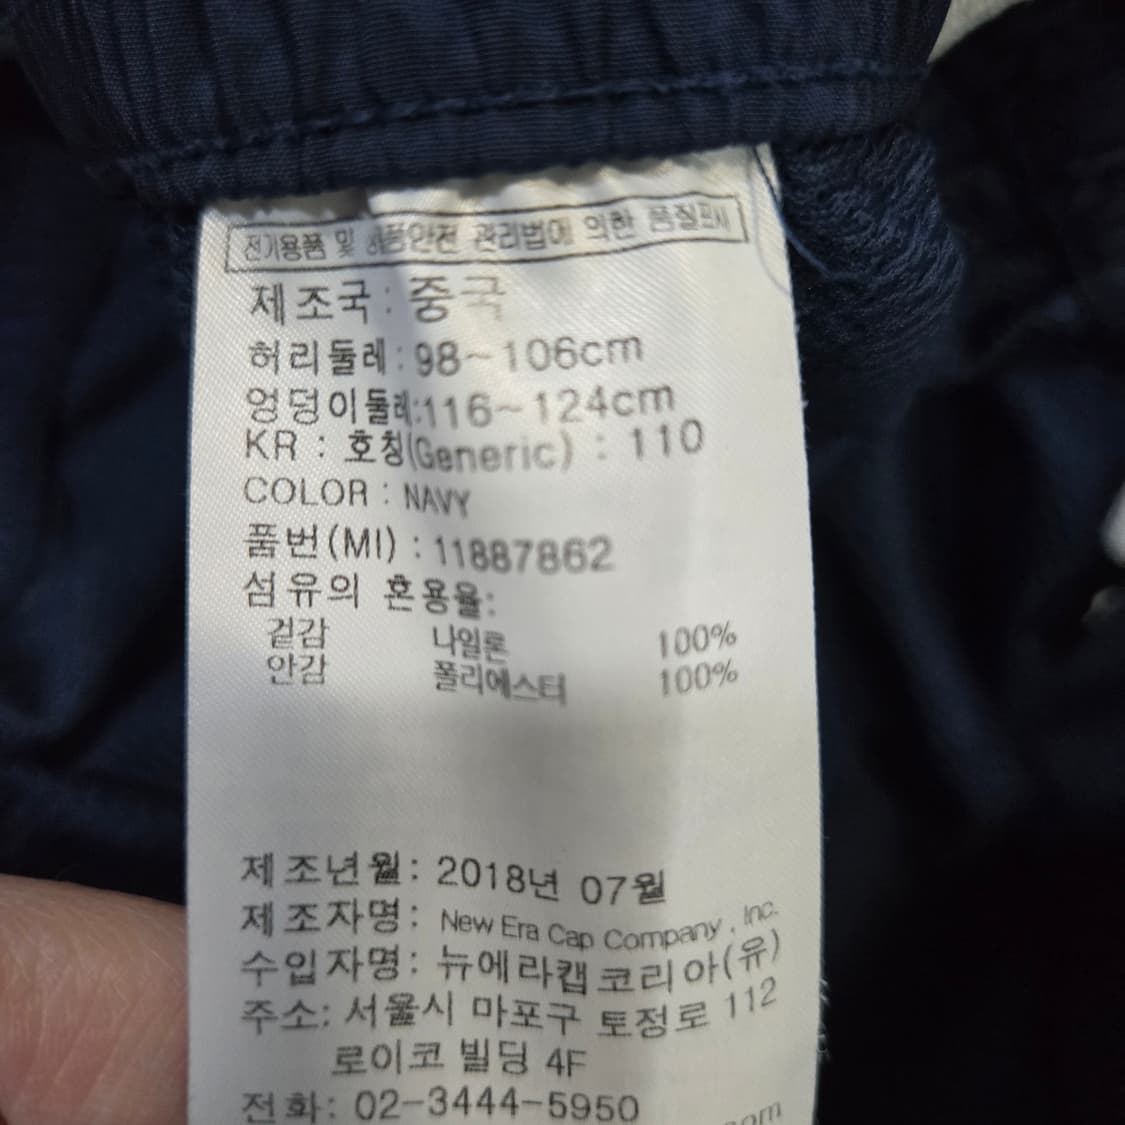 전기용품 및 생활용품안전 관리법에 의한 품질표시
제조국: 중국
허리둘레: 98~106cm
엉덩이둘레:116~124cm
KR : 호칭(Generic) : 110
COLOR : NAVY
품번(MI) : 11887862
섬유의 혼용율:
겉감 나일론 100%
안감 폴리에스터 100%
제조년월: 2018년 07월
제조자명: New Era Cap Company, Inc.
수입자명: 뉴에라캡코리아(유)
주소: 서울시 마포구 토정로 112
로이코 빌딩 4F
전화: 02-3444-5950